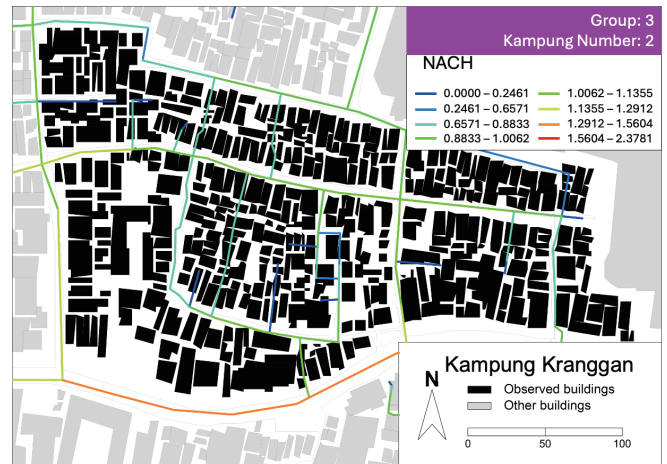 Group: 3
Kampung Number: 2
NACH
0.0000 – 0.2461
1.0062 – 1.1355
0.2461 – 0.6571
1.1355 – 1.2912
0.6571 – 0.8833
1.2912 – 1.5604
0.8833 – 1.0062
1.5604 – 2.3781
Kampung Kranggan
N
Observed buildings
Other buildings
0 50 100